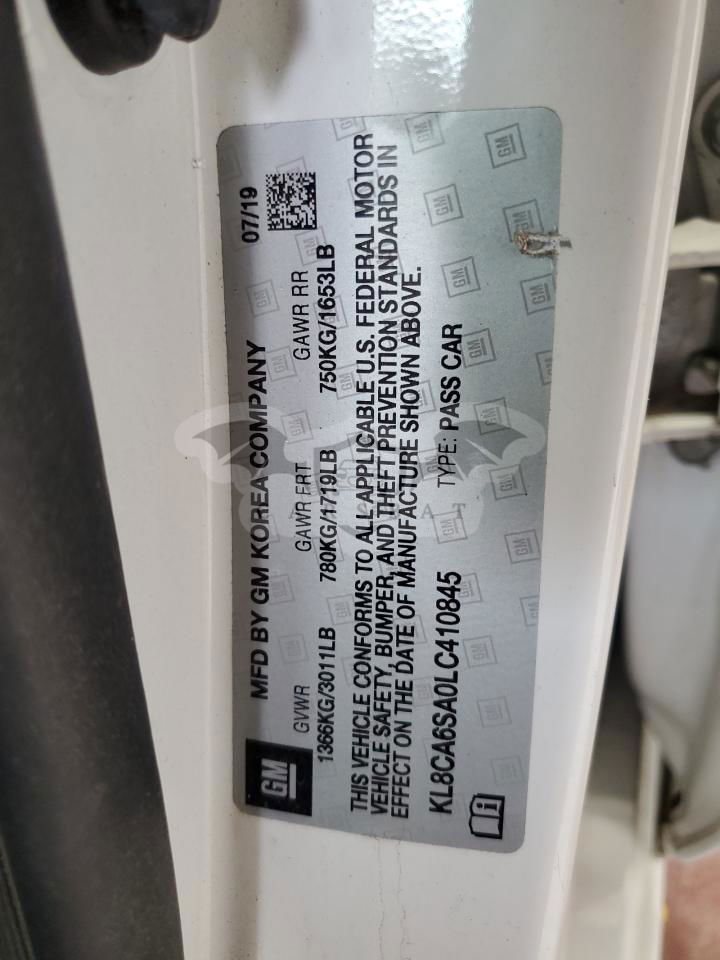 GM
MFD BY GM KOREA COMPANY 07/19
GVWR GAWR FRT GAWR RR
1366KG/3011LB 780KG/1719LB 750KG/1653LB
THIS VEHICLE CONFORMS TO ALL APPLICABLE U.S. FEDERAL MOTOR
VEHICLE SAFETY, BUMPER, AND THEFT PREVENTION STANDARDS IN
EFFECT ON THE DATE OF MANUFACTURE SHOWN ABOVE.
KL8CA6SA0LC410845 TYPE: PASS CAR